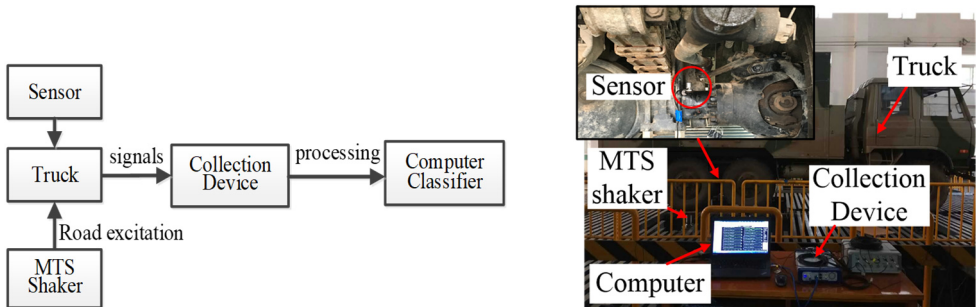 Sensor
Truck
signals
Collection
Device
processing
Computer
Classifier
Road excitation
MTS
Shaker
Sensor
Truck
MTS
shaker
Collection
Device
Computer